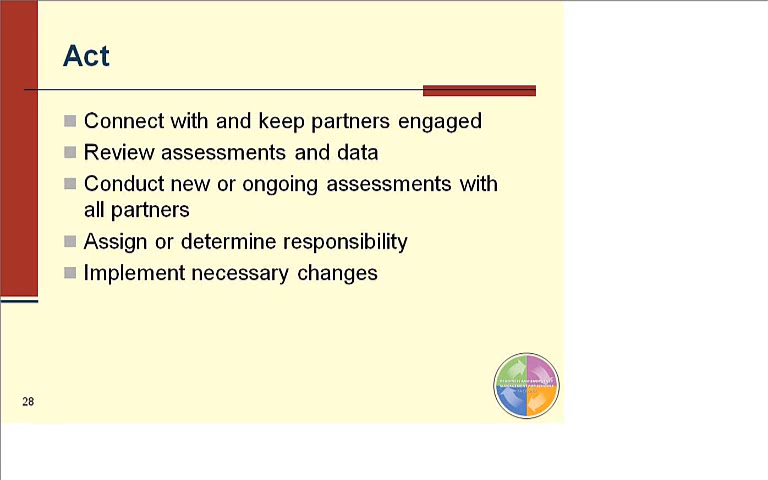 Act
Connect with and keep partners engaged
Review assessments and data
Conduct new or ongoing assessments with
all partners
Assign or determine responsibility
Implement necessary changes
28